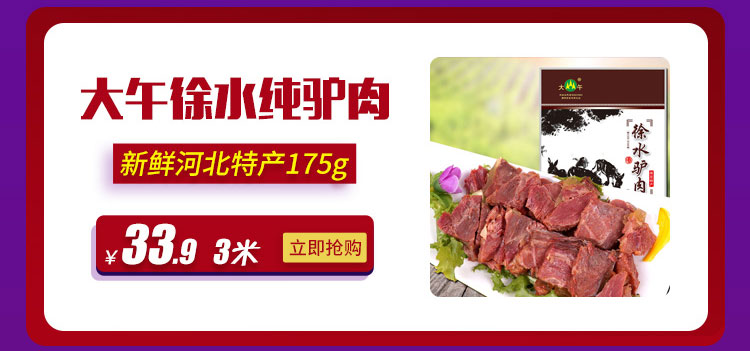 大午徐水纯驴肉
新鲜河北特产175g
¥33.9 3米 立即抢购
大午
徐水驴肉